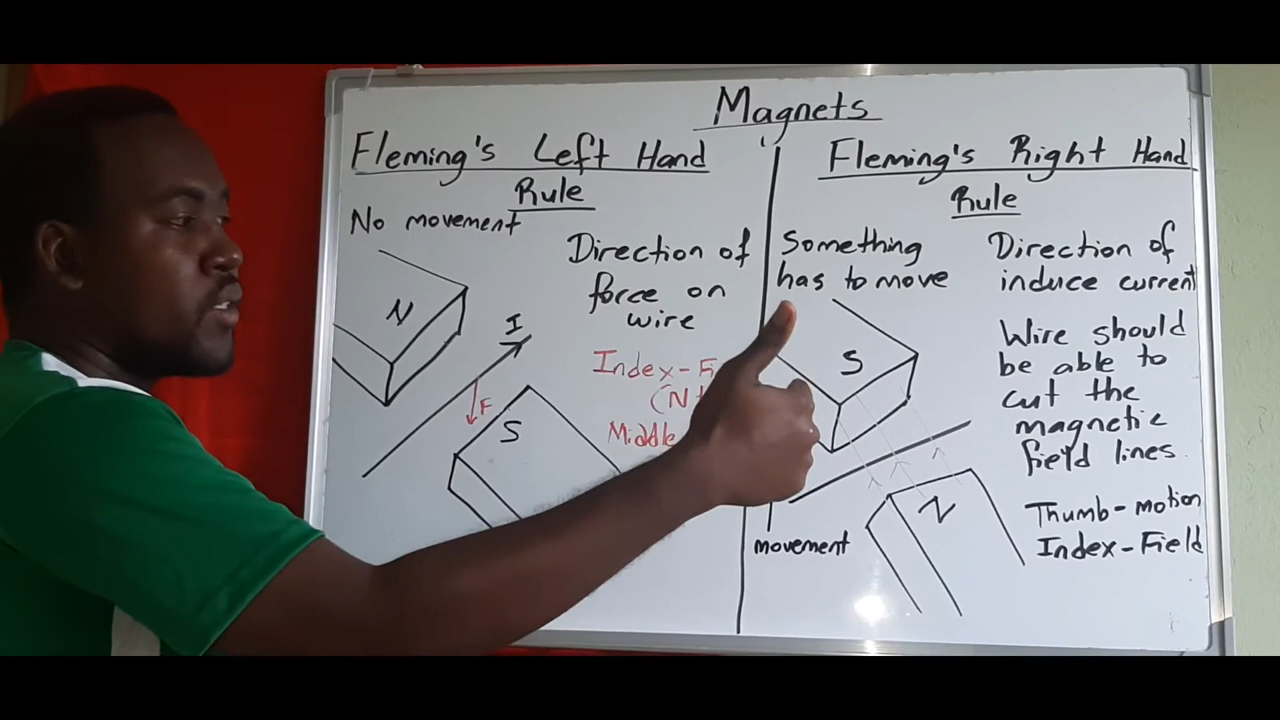 Magnets
Fleming's Left Hand
Rule
No movement
Direction of
force on
wire
N
I
F
S
Index-Fi
(N
Middle
Fleming's Right Hand
Rule
Something
has to move
Direction of
induce current
Wire should
be able to
cut the
magnetic
field lines.
S
N
movement
Thumb-motion
Index-Field